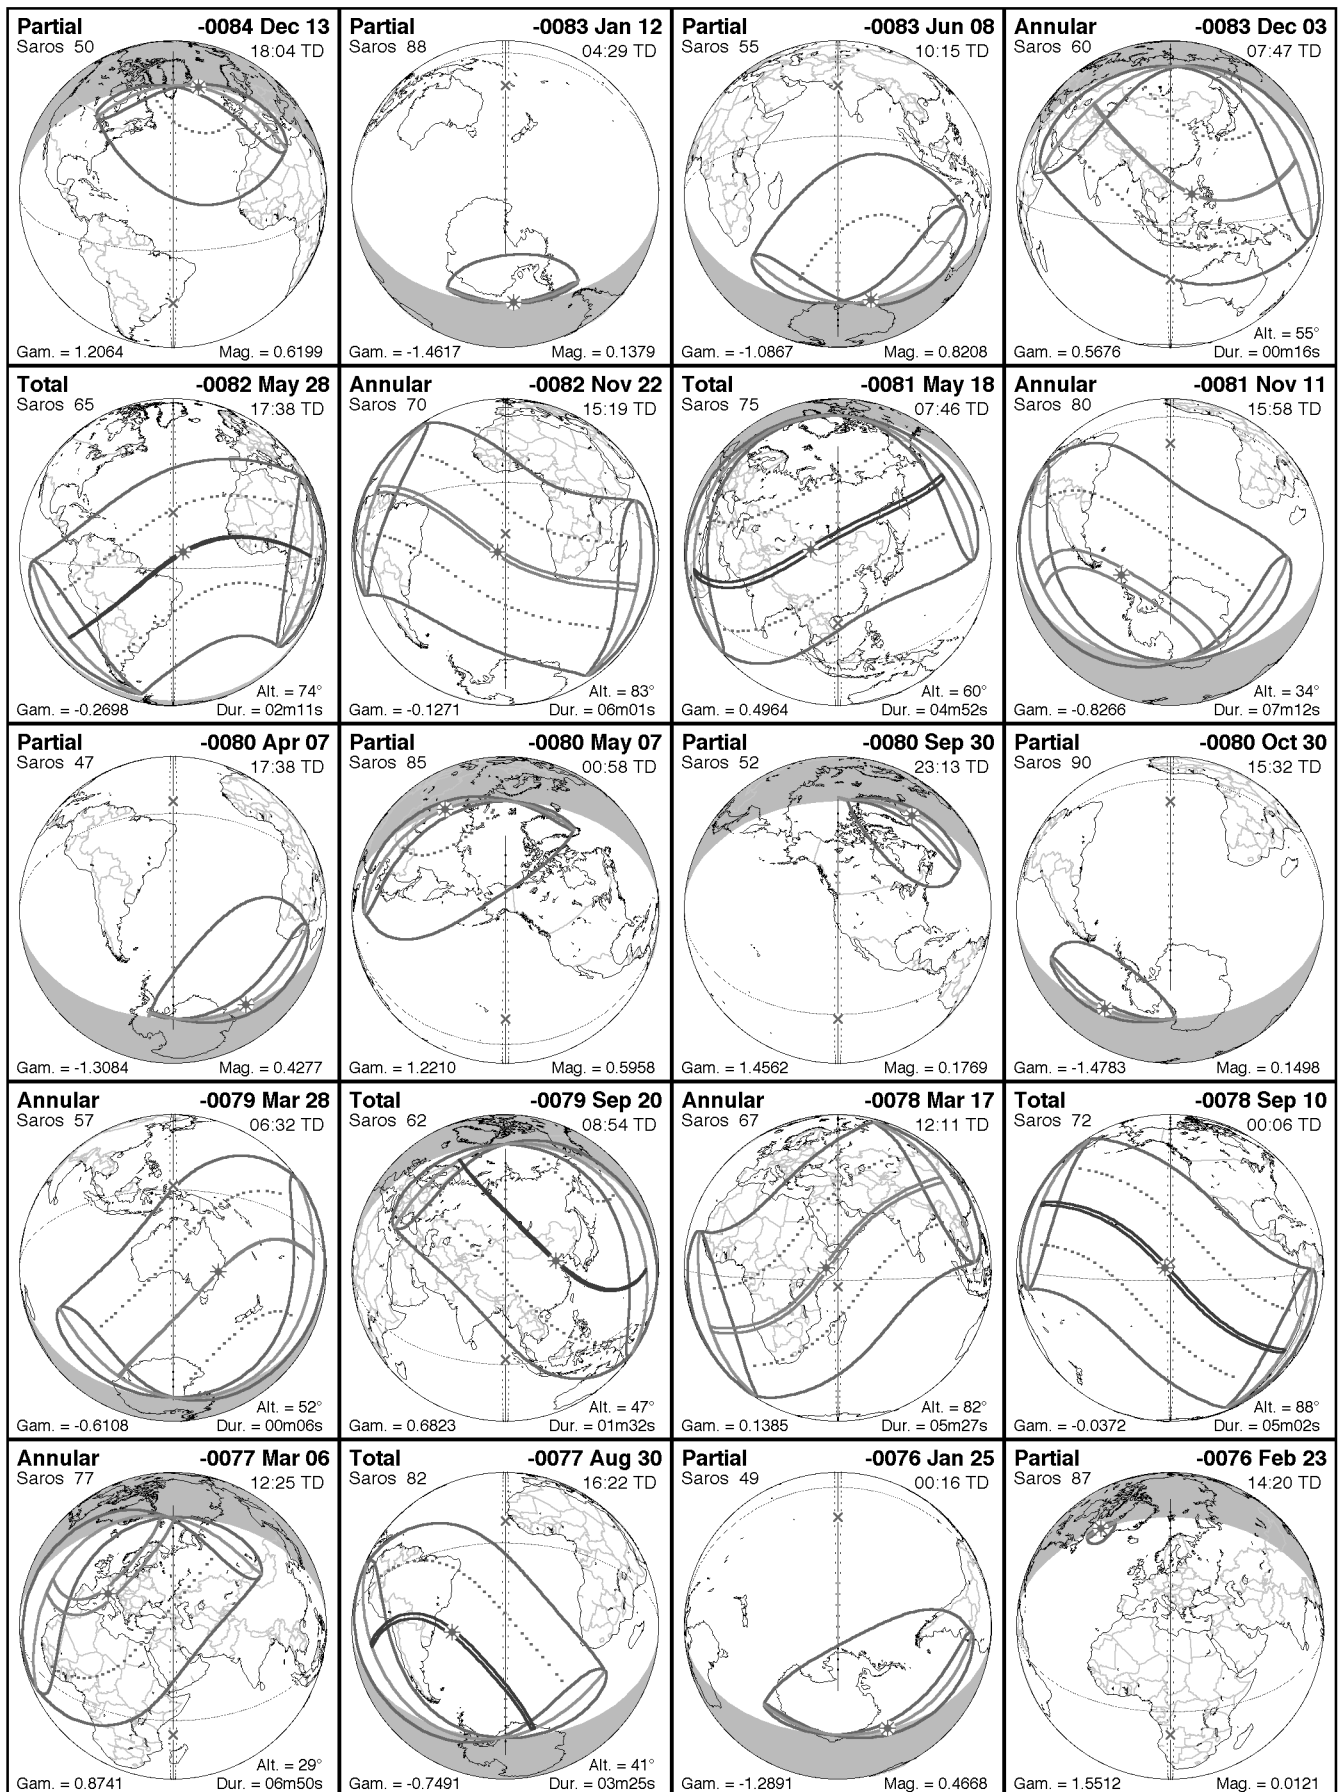 Partial -0084 Dec 13
Saros 50 18:04 TD
Gam. = 1.2064 Mag. = 0.6199
Partial -0083 Jan 12
Saros 88 04:29 TD
Gam. = -1.4617 Mag. = 0.1379
Partial -0083 Jun 08
Saros 55 10:15 TD
Gam. = -1.0867 Mag. = 0.8208
Annular -0083 Dec 03
Saros 60 07:47 TD
Alt. = 55°
Gam. = 0.5676 Dur. = 00m16s
Total -0082 May 28
Saros 65 17:38 TD
Alt. = 74°
Gam. = -0.2698 Dur. = 02m11s
Annular -0082 Nov 22
Saros 70 15:19 TD
Alt. = 83°
Gam. = -0.1271 Dur. = 06m01s
Total -0081 May 18
Saros 75 07:46 TD
Alt. = 60°
Gam. = 0.4964 Dur. = 04m52s
Annular -0081 Nov 11
Saros 80 15:58 TD
Alt. = 34°
Gam. = -0.8266 Dur. = 07m12s
Partial -0080 Apr 07
Saros 47 17:38 TD
Gam. = -1.3084 Mag. = 0.4277
Partial -0080 May 07
Saros 85 00:58 TD
Gam. = 1.2210 Mag. = 0.5958
Partial -0080 Sep 30
Saros 52 23:13 TD
Gam. = 1.4562 Mag. = 0.1769
Partial -0080 Oct 30
Saros 90 15:32 TD
Gam. = -1.4783 Mag. = 0.1498
Annular -0079 Mar 28
Saros 57 06:32 TD
Alt. = 52°
Gam. = -0.6108 Dur. = 00m06s
Total -0079 Sep 20
Saros 62 08:54 TD
Alt. = 47°
Gam. = 0.6823 Dur. = 01m32s
Annular -0078 Mar 17
Saros 67 12:11 TD
Alt. = 82°
Gam. = 0.1385 Dur. = 05m27s
Total -0078 Sep 10
Saros 72 00:06 TD
Alt. = 88°
Gam. = -0.0372 Dur. = 05m02s
Annular -0077 Mar 06
Saros 77 12:25 TD
Alt. = 29°
Gam. = 0.8741 Dur. = 06m50s
Total -0077 Aug 30
Saros 82 16:22 TD
Alt. = 41°
Gam. = -0.7491 Dur. = 03m25s
Partial -0076 Jan 25
Saros 49 00:16 TD
Gam. = -1.2891 Mag. = 0.4668
Partial -0076 Feb 23
Saros 87 14:20 TD
Gam. = 1.5512 Mag. = 0.0121